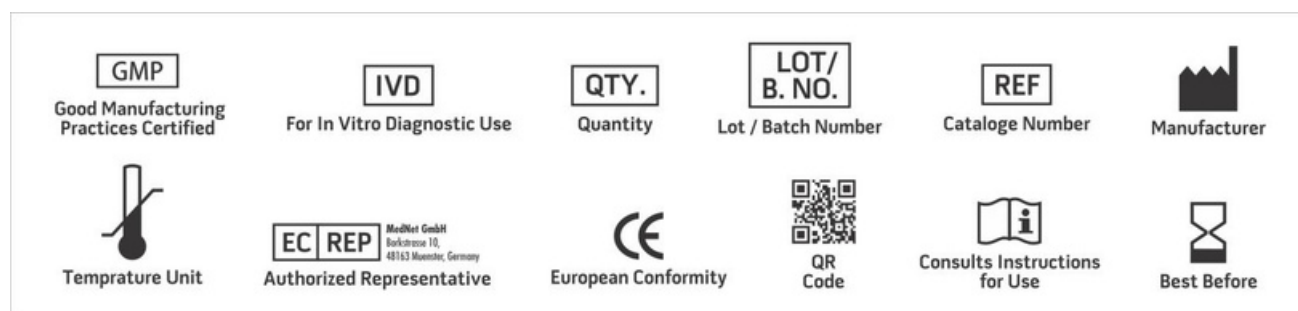 GMP
Good Manufacturing
Practices Certified
IVD
For In Vitro Diagnostic Use
QTY.
Quantity
LOT/
B. NO.
Lot / Batch Number
REF
Cataloge Number
Manufacturer
Temprature Unit
EC REP
MedNet GmbH
Borkstrasse 10,
48163 Muenster, Germany
Authorized Representative
CE
European Conformity
QR
Code
i
Consults Instructions
for Use
Best Before